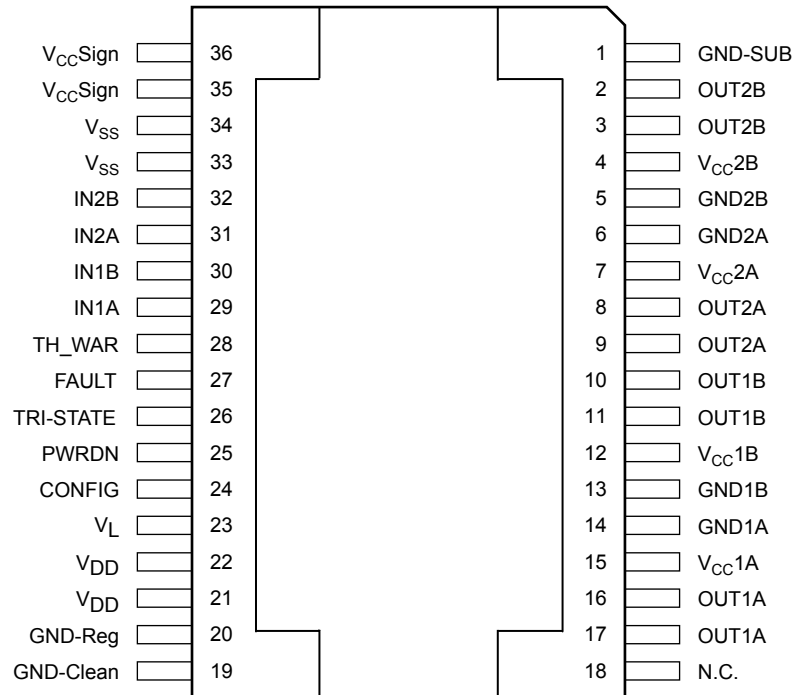 VCCSign 36 1 GND-SUB
VCCSign 35 2 OUT2B
VSS 34 3 OUT2B
VSS 33 4 VCC2B
IN2B 32 5 GND2B
IN2A 31 6 GND2A
IN1B 30 7 VCC2A
IN1A 29 8 OUT2A
TH_WAR 28 9 OUT2A
FAULT 27 10 OUT1B
TRI-STATE 26 11 OUT1B
PWRDN 25 12 VCC1B
CONFIG 24 13 GND1B
VL 23 14 GND1A
VDD 22 15 VCC1A
VDD 21 16 OUT1A
GND-Reg 20 17 OUT1A
GND-Clean 19 18 N.C.